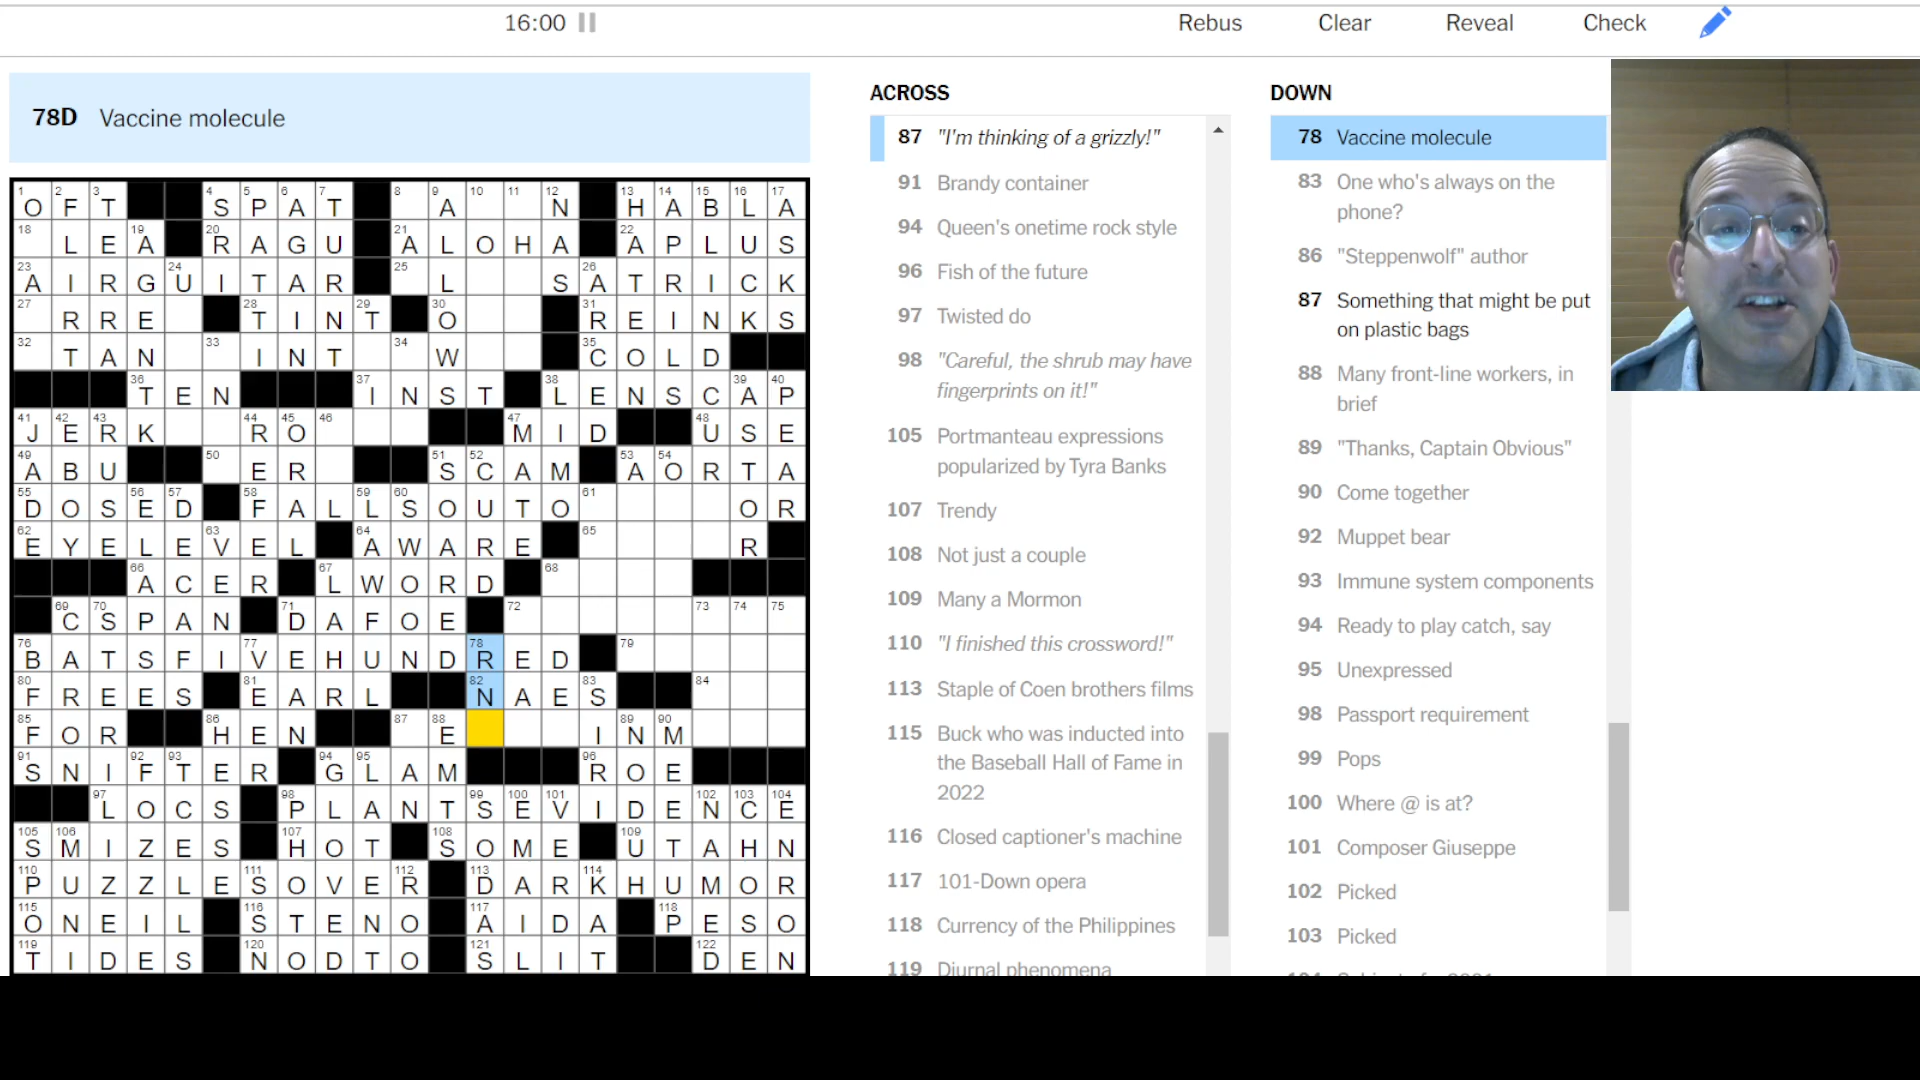 16:00
Rebus Clear Reveal Check
78D Vaccine molecule
ACROSS
87 "I'm thinking of a grizzly!"
91 Brandy container
94 Queen's onetime rock style
96 Fish of the future
97 Twisted do
98 "Careful, the shrub may have
fingerprints on it!"
105 Portmanteau expressions
popularized by Tyra Banks
107 Trendy
108 Not just a couple
109 Many a Mormon
110 "I finished this crossword!"
113 Staple of Coen brothers films
115 Buck who was inducted into
the Baseball Hall of Fame in
2022
116 Closed captioner's machine
117 101-Down opera
118 Currency of the Philippines
119 Diurnal phenomena
DOWN
78 Vaccine molecule
83 One who's always on the
phone?
86 "Steppenwolf" author
87 Something that might be put
on plastic bags
88 Many front-line workers, in
brief
89 "Thanks, Captain Obvious"
90 Come together
92 Muppet bear
93 Immune system components
94 Ready to play catch, say
95 Unexpressed
98 Passport requirement
99 Pops
100 Where @ is at?
101 Composer Giuseppe
102 Picked
103 Picked
O F T S P A T A N H A B L A
L E A R A G U A L O H A A P L U S
A I R G U I T A R L S A T R I C K
R R E T I N T O R E I N K S
T A N I N T W C O L D
T E N I N S T L E N S C A P
J E R K R O M I D U S E
A B U E R S C A M A O R T A
D O S E D F A L L S O U T O O R
E Y E L E V E L A W A R E R
A C E R L W O R D
C S P A N D A F O E
B A T S F I V E H U N D R E D
F R E E S E A R L N A E S
F O R H E N E I N M
S N I F T E R G L A M R O E
L O C S P L A N T S E V I D E N C E
S M I Z E S H O T S O M E U T A H N
P U Z Z L E S O V E R D A R K H U M O R
O N E I L S T E N O A I D A P E S O
T I D E S N O D T O S L I T D E N